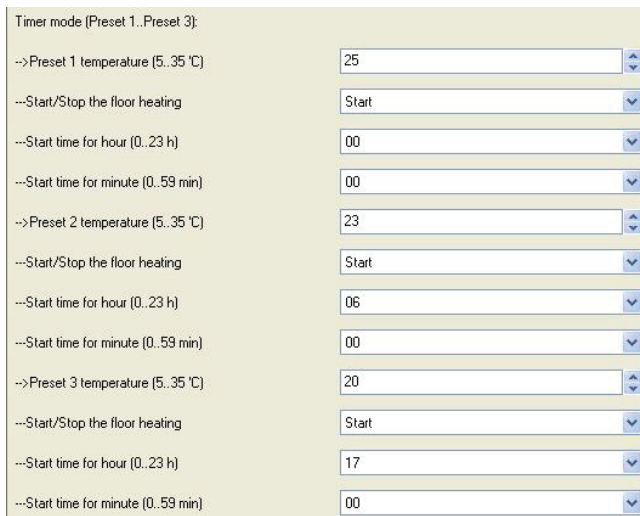 Timer mode (Preset 1..Preset 3):
-->Preset 1 temperature (5..35 'C) 25
---Start/Stop the floor heating Start
---Start time for hour (0..23 h) 00
---Start time for minute (0..59 min) 00
-->Preset 2 temperature (5..35 'C) 23
---Start/Stop the floor heating Start
---Start time for hour (0..23 h) 06
---Start time for minute (0..59 min) 00
-->Preset 3 temperature (5..35 'C) 20
---Start/Stop the floor heating Start
---Start time for hour (0..23 h) 17
---Start time for minute (0..59 min) 00